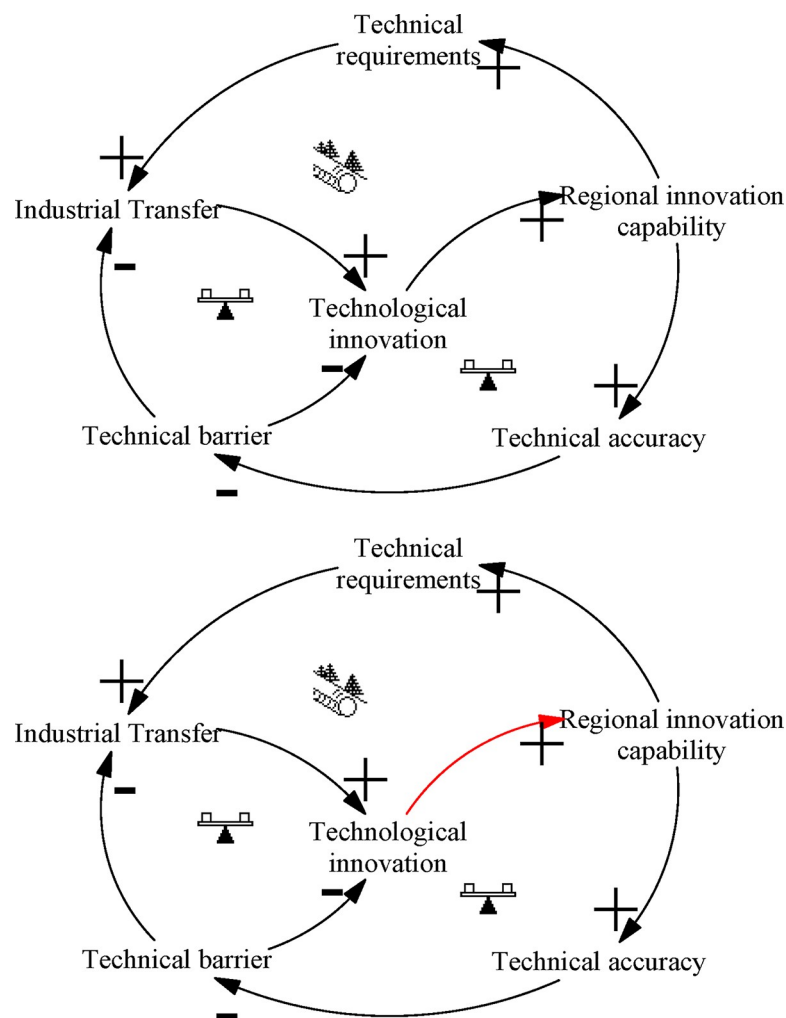 Technical
requirements
+
+
Industrial Transfer
Regional innovation
capability
+
-
+
Technological
innovation
-
+
Technical barrier
Technical accuracy
-
Technical
requirements
+
+
Industrial Transfer
Regional innovation
capability
+
-
+
Technological
innovation
-
+
Technical barrier
Technical accuracy
-